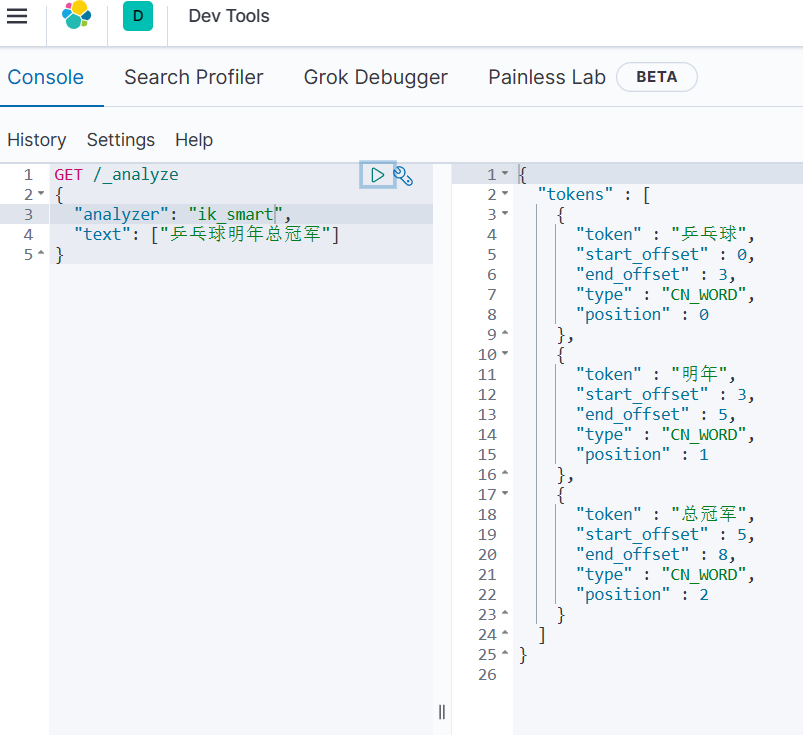 D Dev Tools
Console Search Profiler Grok Debugger Painless Lab BETA
History Settings Help
1 GET /_analyze
2 {
3 "analyzer": "ik_smart",
4 "text": ["乒乓球明年总冠军"]
5 }
1 {
2 "tokens" : [
3 {
4 "token" : "乒乓球",
5 "start_offset" : 0,
6 "end_offset" : 3,
7 "type" : "CN_WORD",
8 "position" : 0
9 },
10 {
11 "token" : "明年",
12 "start_offset" : 3,
13 "end_offset" : 5,
14 "type" : "CN_WORD",
15 "position" : 1
16 },
17 {
18 "token" : "总冠军",
19 "start_offset" : 5,
20 "end_offset" : 8,
21 "type" : "CN_WORD",
22 "position" : 2
23 }
24 ]
25 }
26